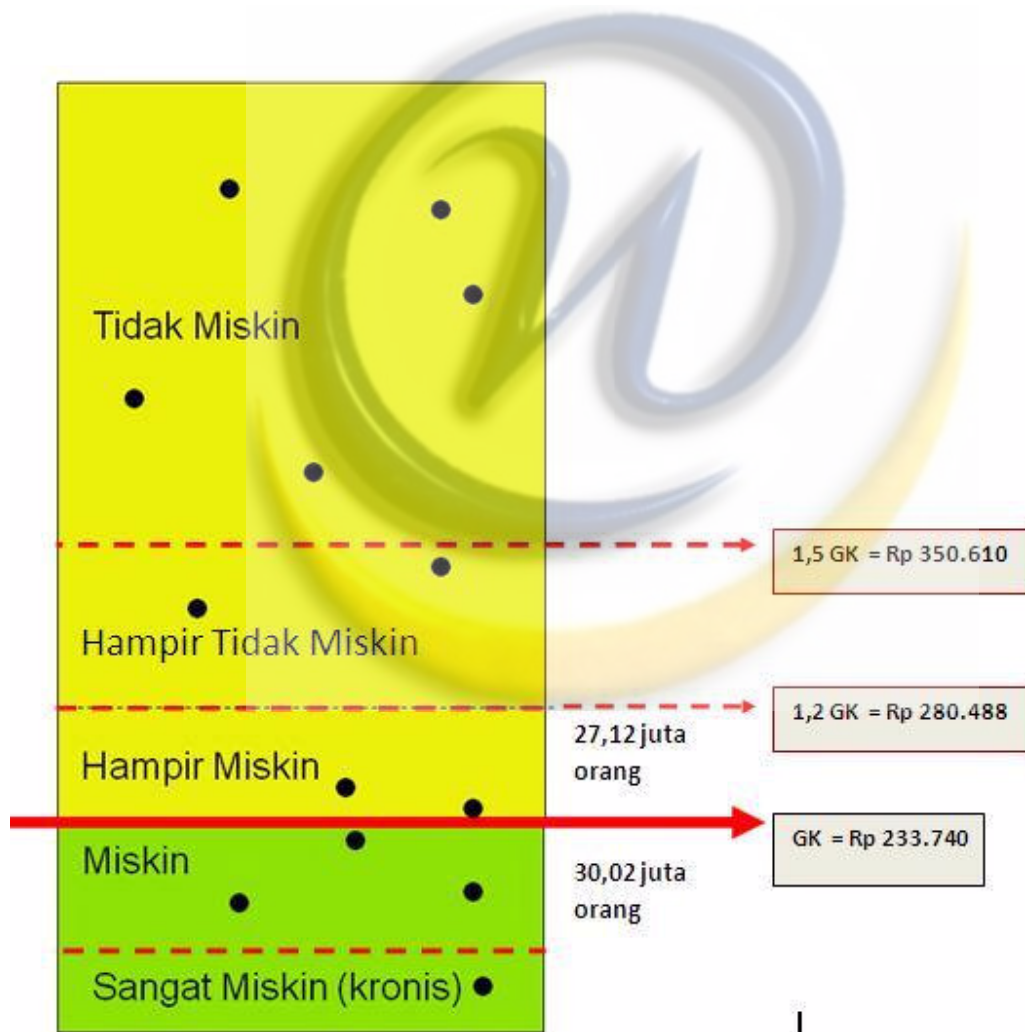 Tidak Miskin
1,5 GK = Rp 350.610
Hampir Tidak Miskin
1,2 GK = Rp 280.488
27,12 juta
orang
Hampir Miskin
GK = Rp 233.740
Miskin
30,02 juta
orang
Sangat Miskin (kronis)